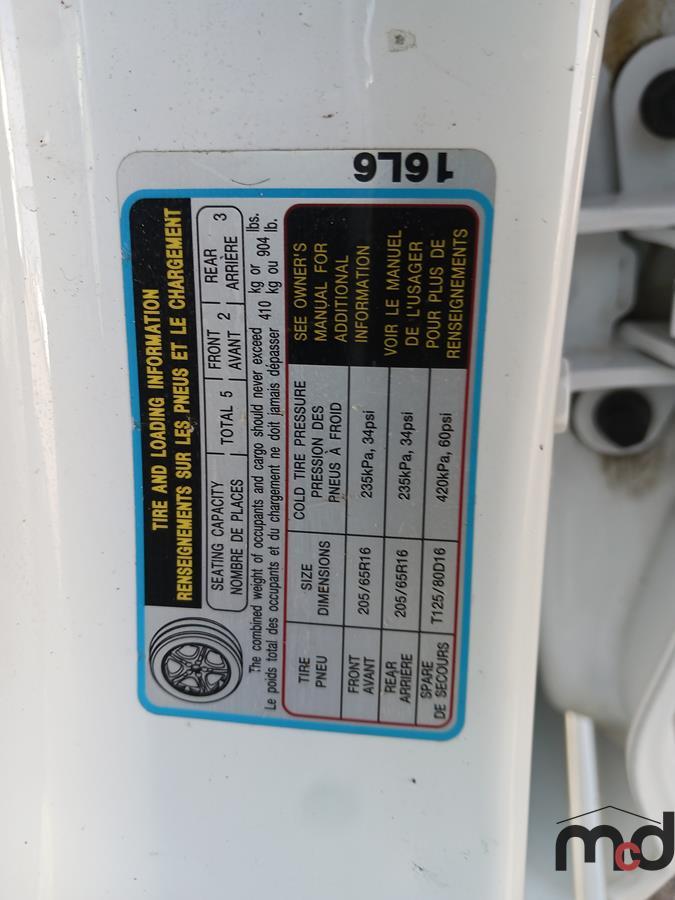 16L6
TIRE AND LOADING INFORMATION
RENSEIGNEMENTS SUR LES PNEUS ET LE CHARGEMENT
SEATING CAPACITY TOTAL 5 FRONT 2 REAR 3
NOMBRE DE PLACES AVANT ARRIÈRE
The combined weight of occupants and cargo should never exceed 410 kg or 904 lbs.
Le poids total des occupants et du chargement ne doit jamais dépasser 410 kg ou 904 lb.
TIRE SIZE COLD TIRE PRESSURE
PNEU DIMENSIONS PRESSION DES
PNEUS À FROID
FRONT 205/65R16 235kPa, 34psi
AVANT
REAR 205/65R16 235kPa, 34psi
ARRIÈRE
SPARE T125/80D16 420kPa, 60psi
DE SECOURS
SEE OWNER'S
MANUAL FOR
ADDITIONAL
INFORMATION
VOIR LE MANUEL
DE L'USAGER
POUR PLUS DE
RENSEIGNEMENTS
mcd